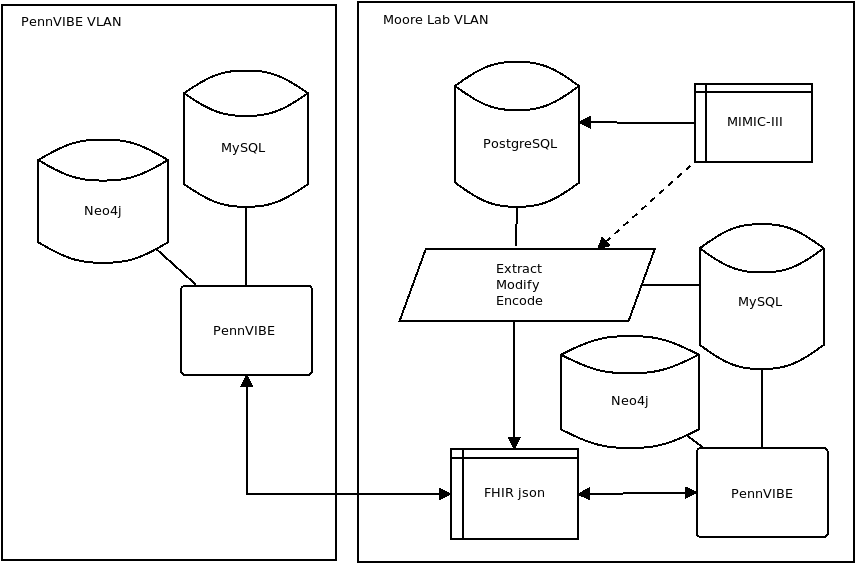 PennVIBE VLAN
MySQL
Neo4j
PennVIBE
Moore Lab VLAN
PostgreSQL
MIMIC-III
Extract
Modify
Encode
MySQL
Neo4j
FHIR json
PennVIBE